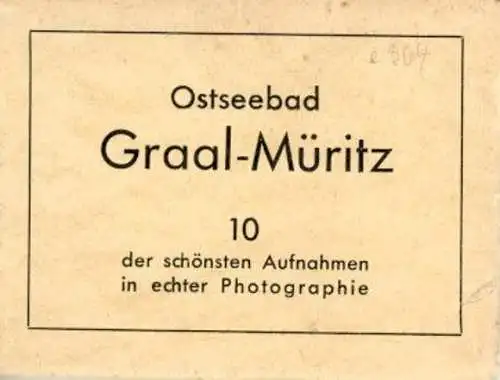 Ostseebad
Graal-Müritz
10
der schönsten Aufnahmen
in echter Photographie